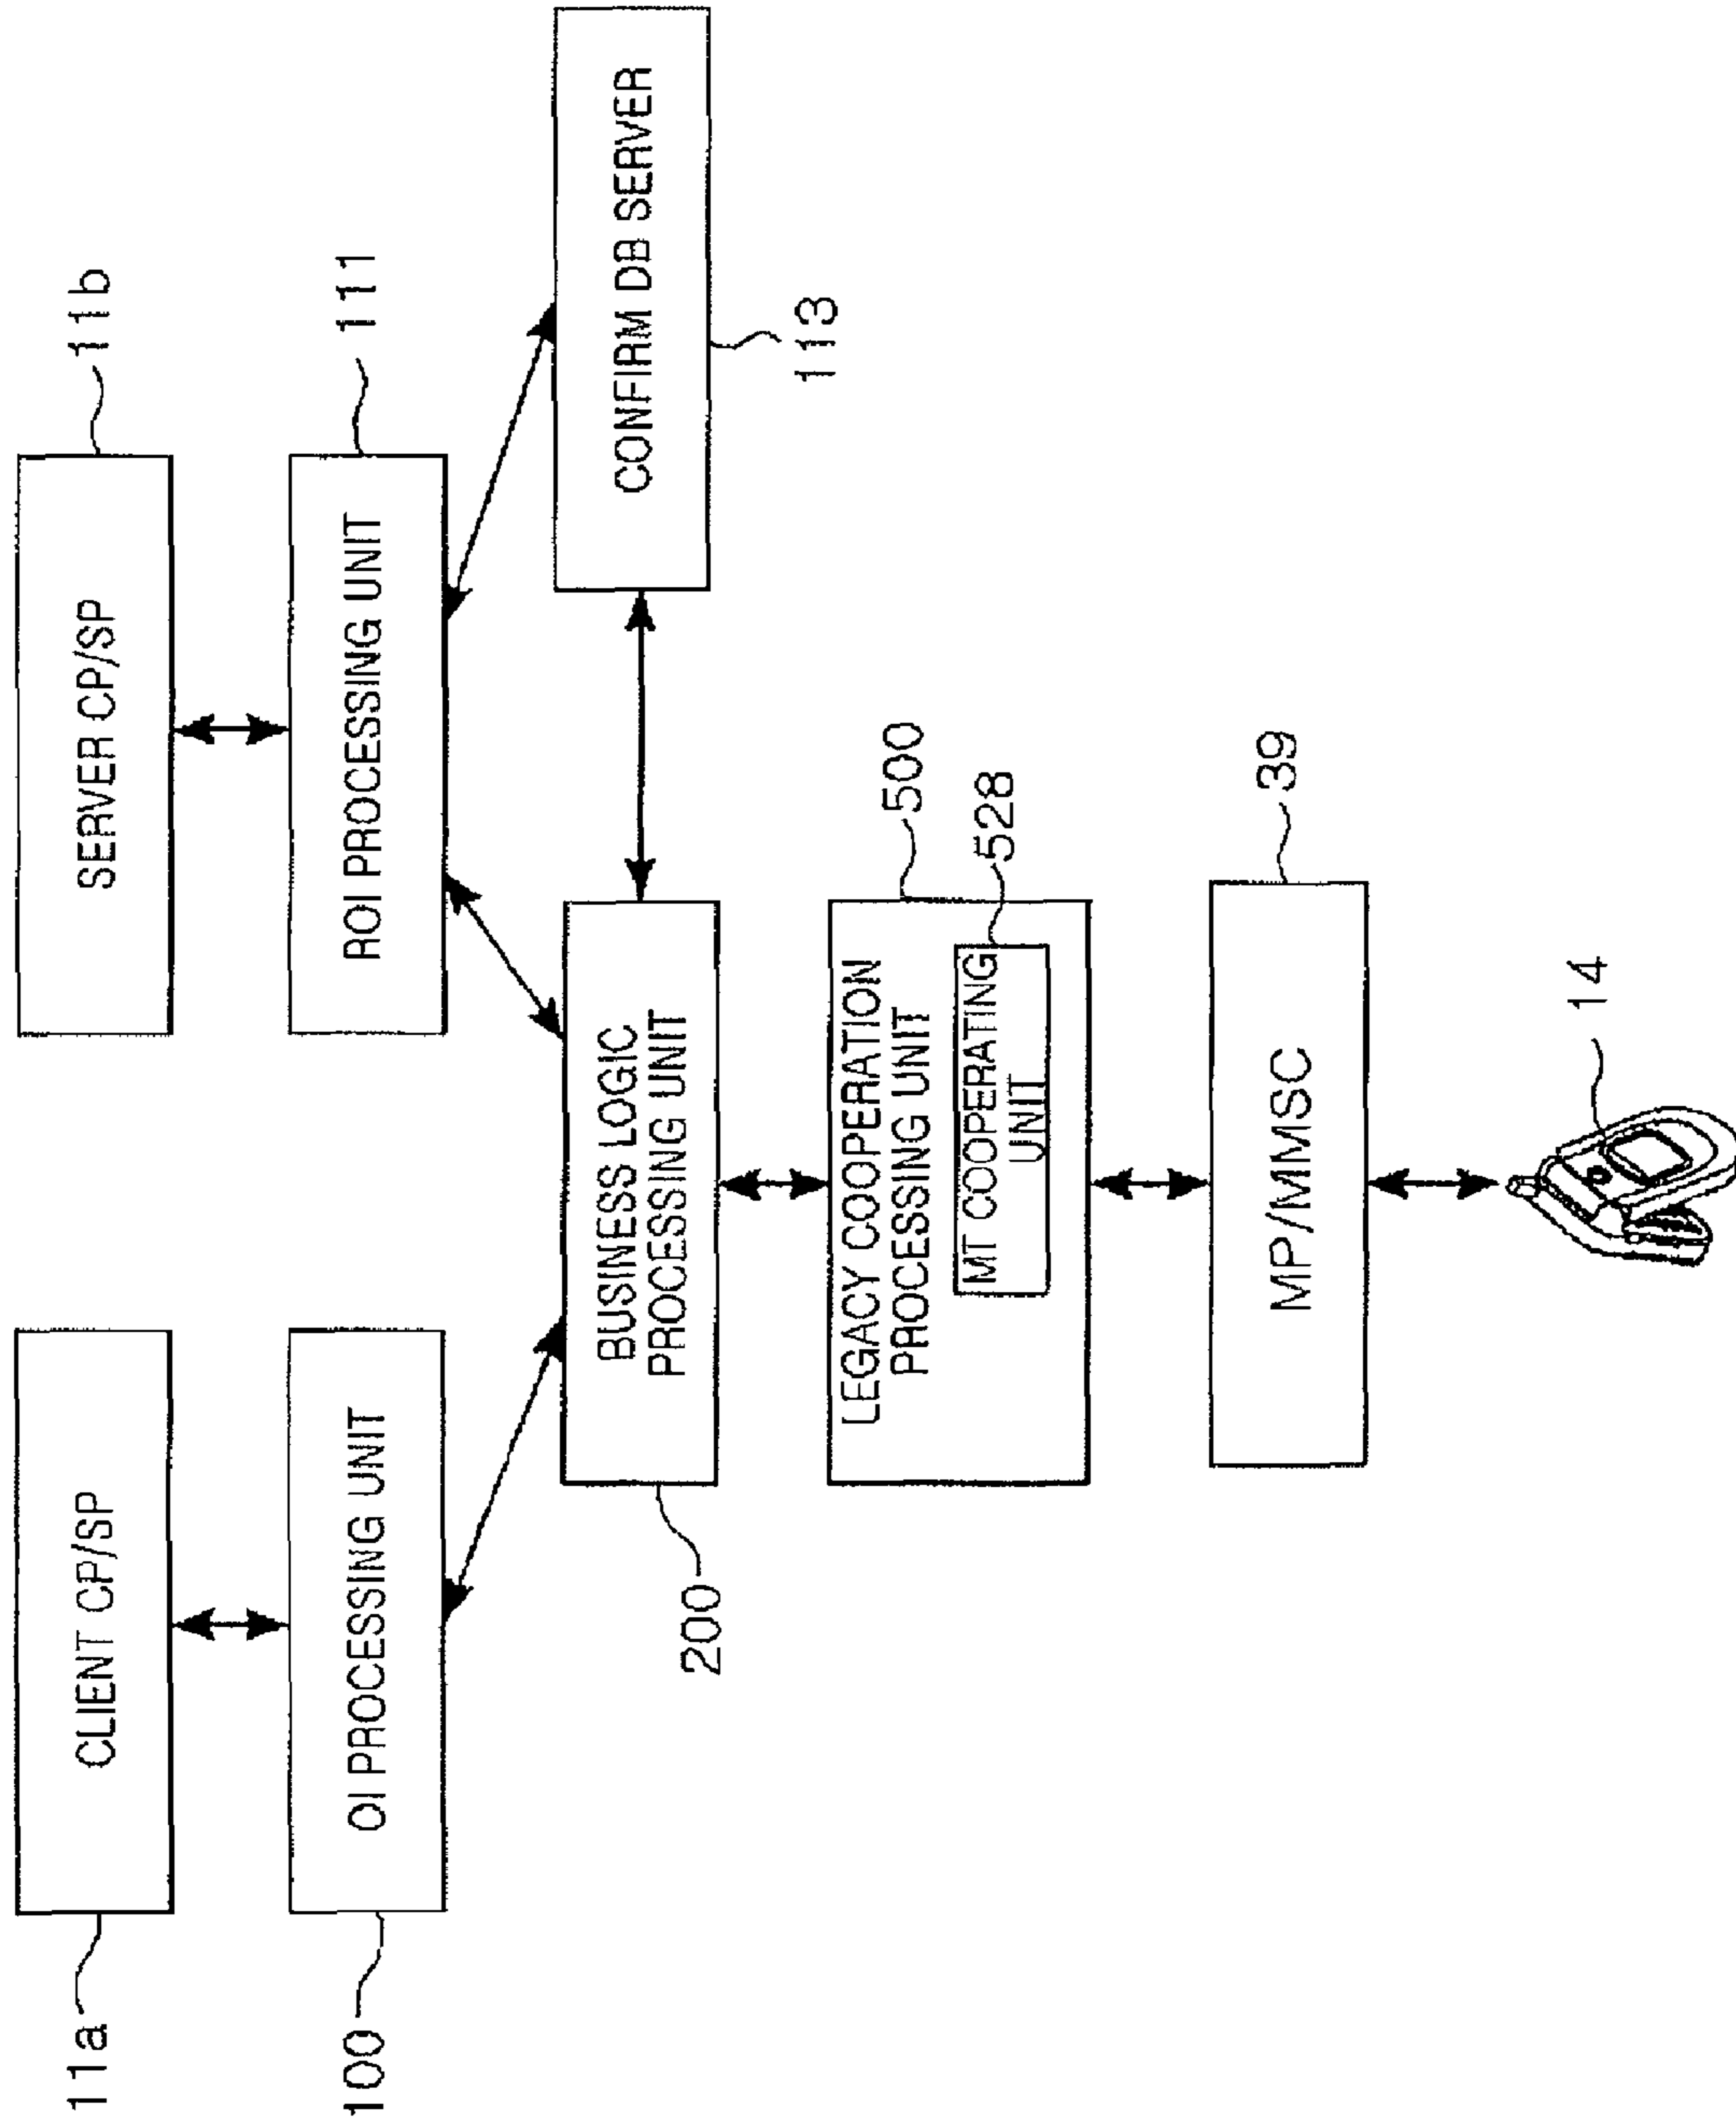 11a
CLIENT CP/SP
SERVER CP/SP
11b
100
OI PROCESSING UNIT
ROI PROCESSING UNIT
111
200
BUSINESS LOGIC
PROCESSING UNIT
CONFIRM DB SERVER
113
LEGACY COOPERATION
PROCESSING UNIT
500
MT COOPERATING
UNIT
528
MP/MMSC
39
14